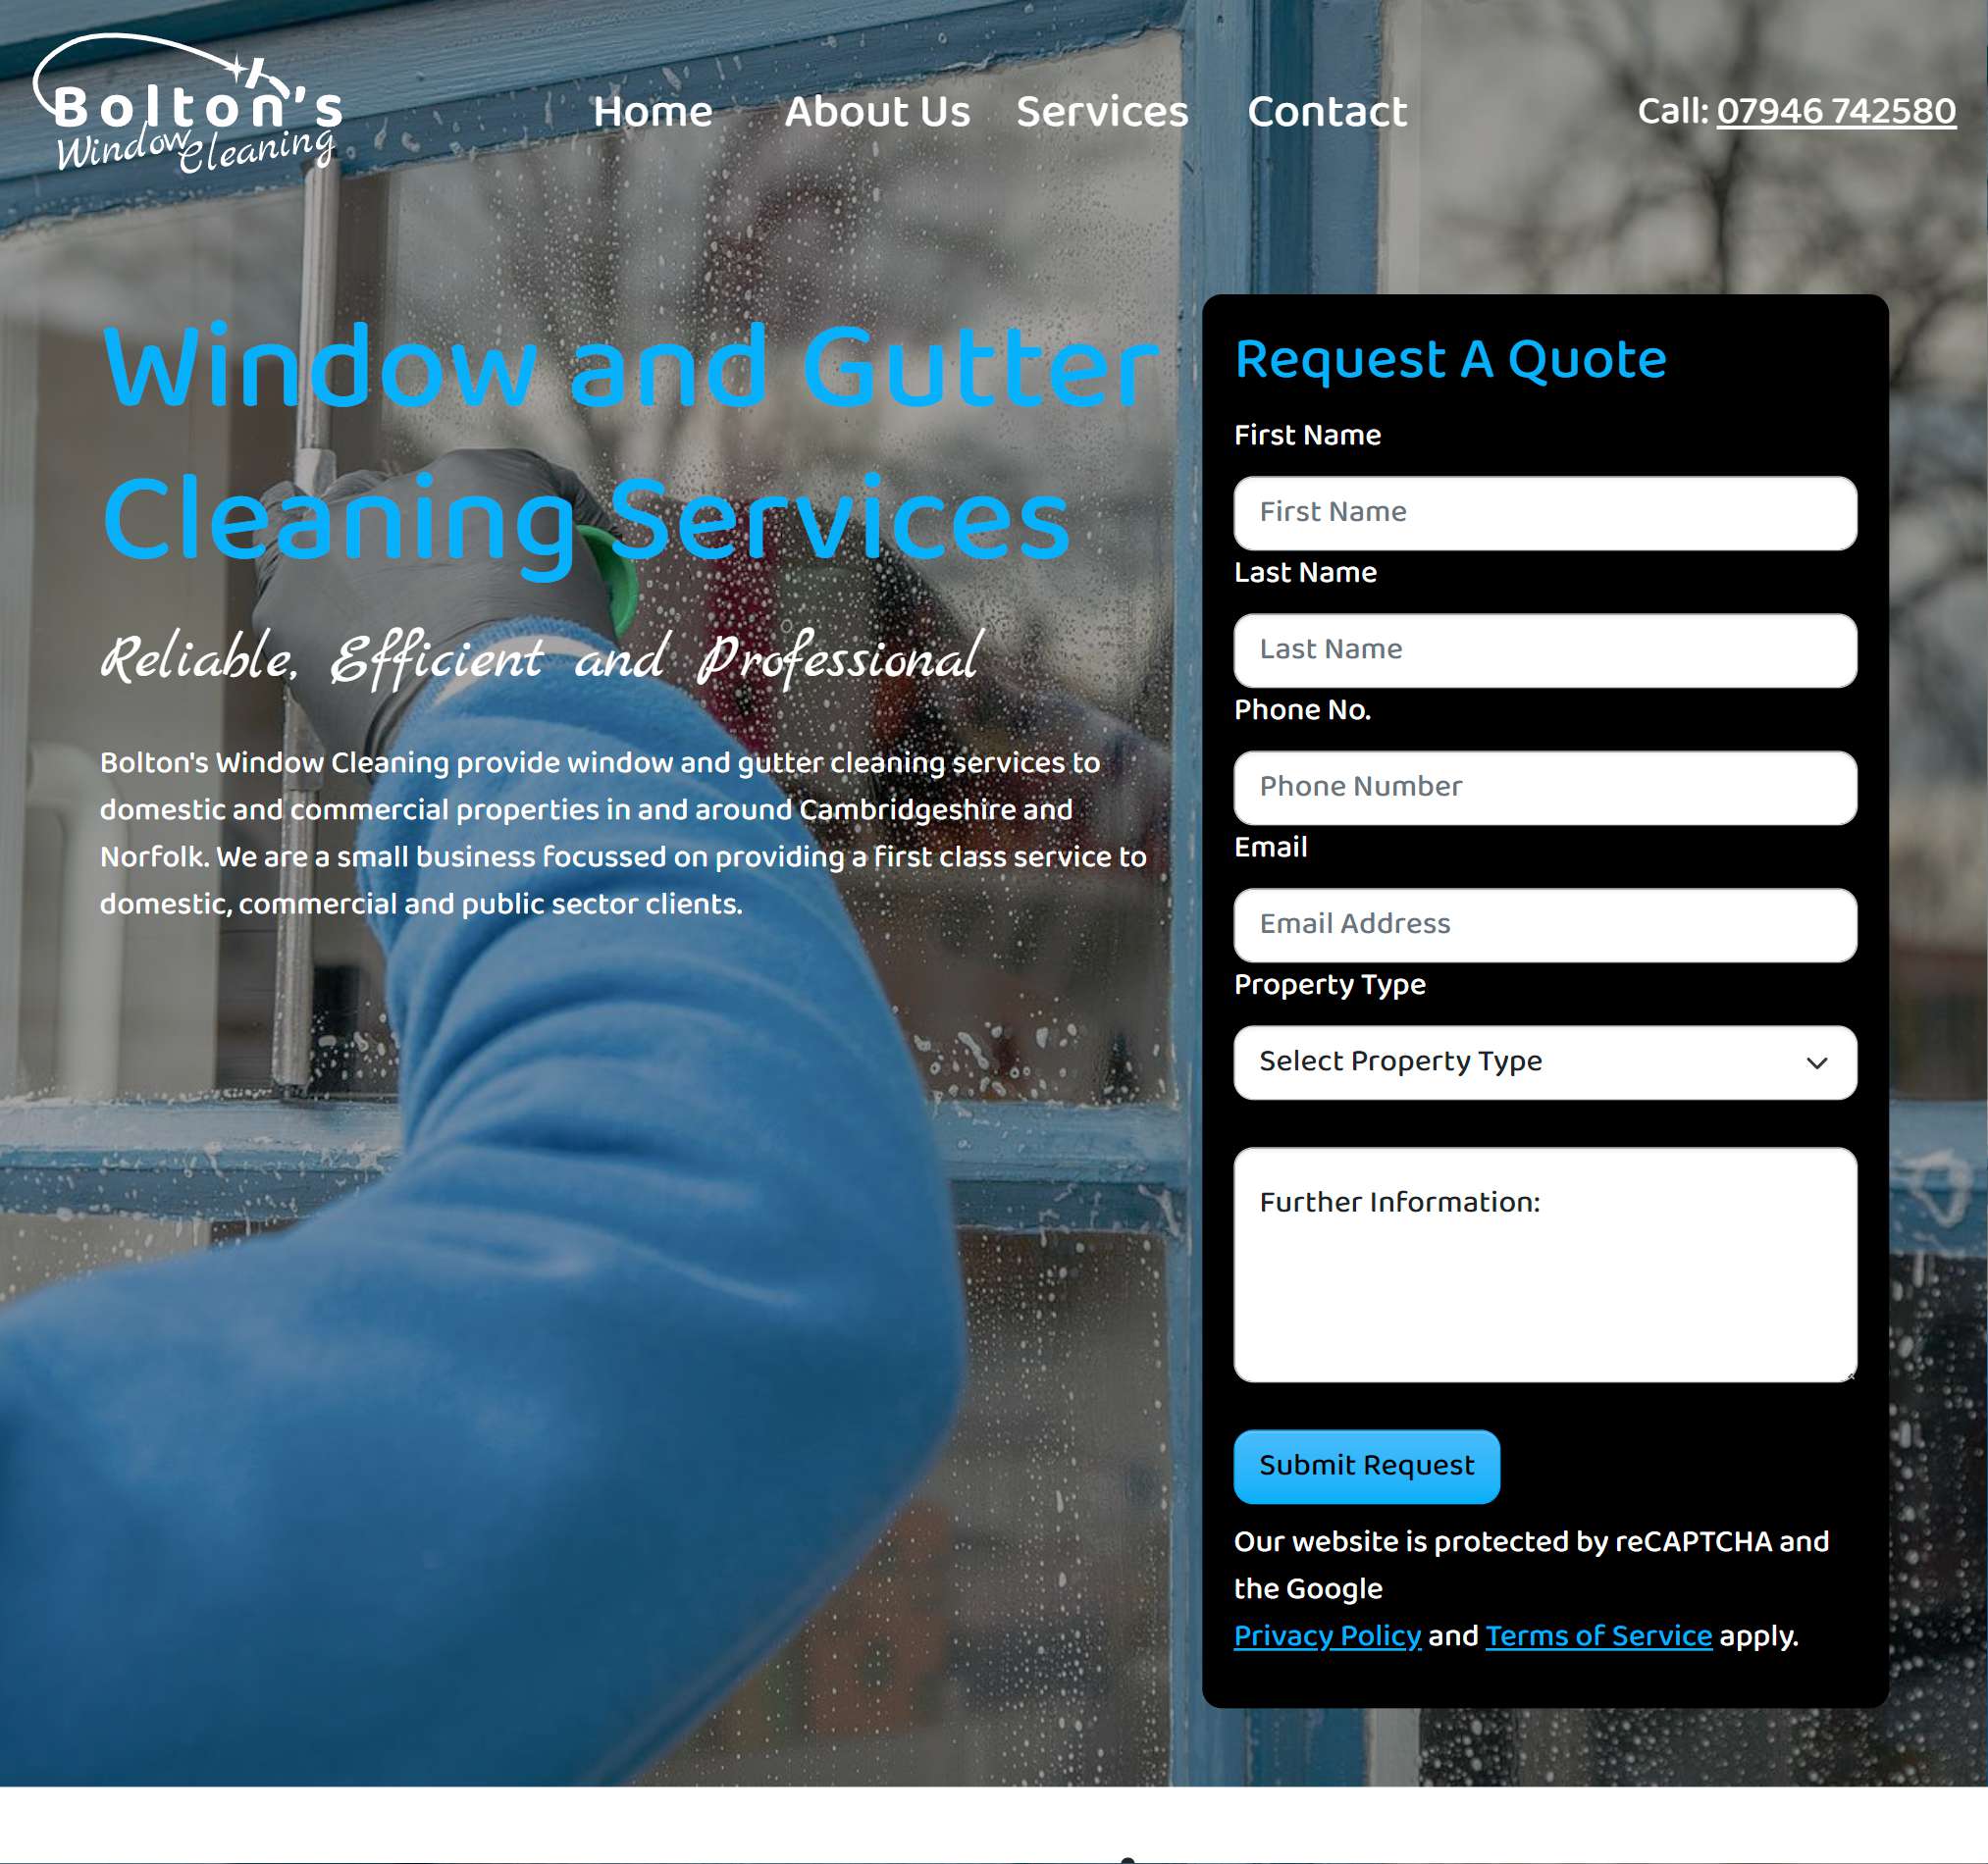 Bolton's
Window Cleaning
Home About Us Services Contact
Call: 07946 742580
Window and Gutter
Cleaning Services
Reliable, Efficient and Professional
Bolton's Window Cleaning provide window and gutter cleaning services to
domestic and commercial properties in and around Cambridgeshire and
Norfolk. We are a small business focussed on providing a first class service to
domestic, commercial and public sector clients.
Request A Quote
First Name
First Name
Last Name
Last Name
Phone No.
Phone Number
Email
Email Address
Property Type
Select Property Type
Further Information:
Submit Request
Our website is protected by reCAPTCHA and
the Google
Privacy Policy and Terms of Service apply.